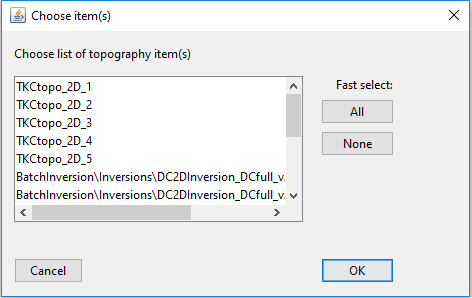 Choose item(s)
Choose list of topography item(s)
TKCtopo_2D_1
TKCtopo_2D_2
TKCtopo_2D_3
TKCtopo_2D_4
TKCtopo_2D_5
BatchInversion\Inversions\DC2DInversion_DCfull_v.
BatchInversion\Inversions\DC2DInversion_DCfull_v.
Fast select:
All
None
Cancel
OK